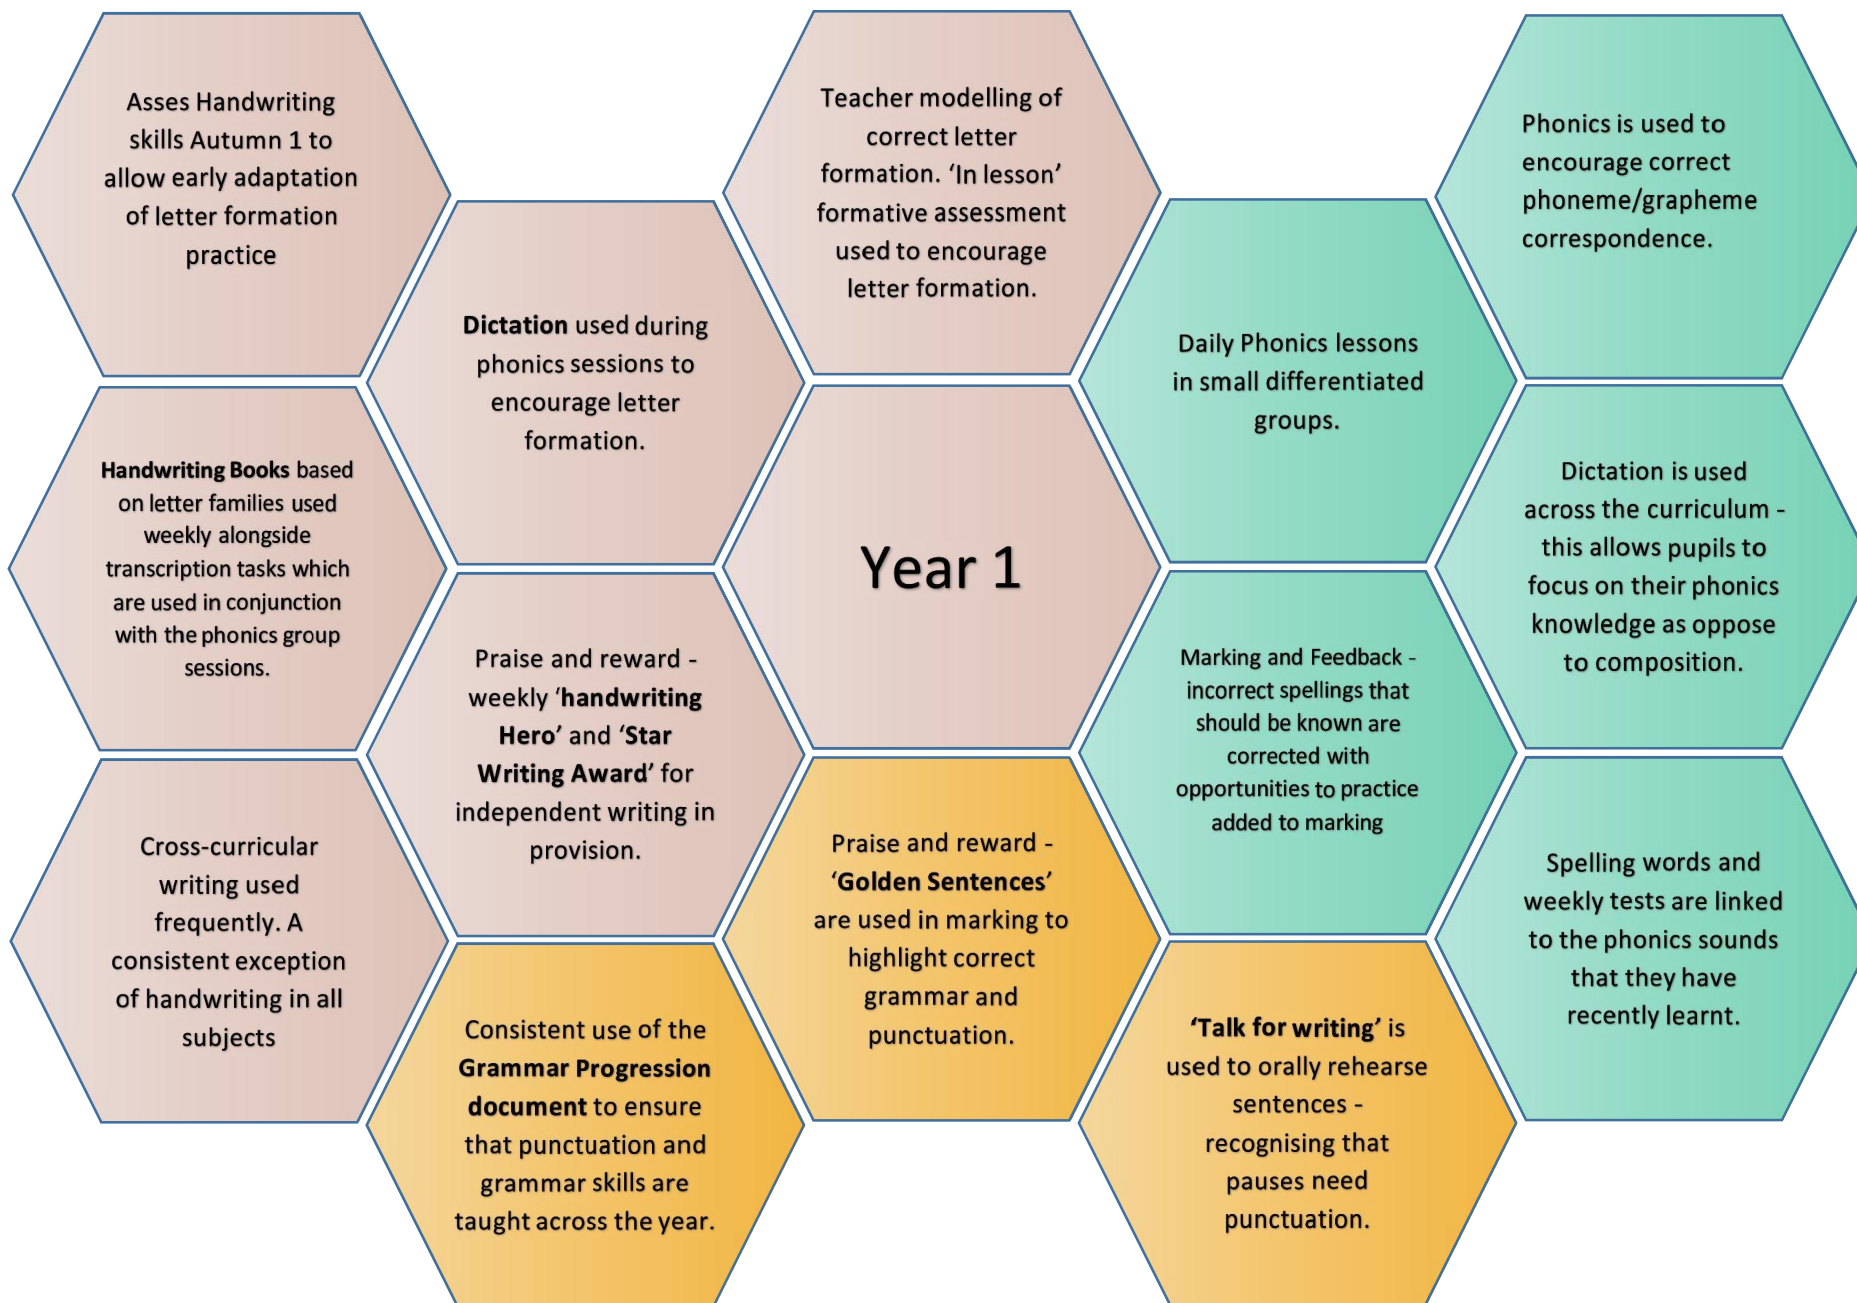 Asses Handwriting
skills Autumn 1 to
allow early adaptation
of letter formation
practice
Handwriting Books based
on letter families used
weekly alongside
transcription tasks which
are used in conjunction
with the phonics group
sessions.
Cross-curricular
writing used
frequently. A
consistent exception
of handwriting in all
subjects
Dictation used during
phonics sessions to
encourage letter
formation.
Praise and reward -
weekly ‘handwriting
Hero’ and ‘Star
Writing Award’ for
independent writing in
provision.
Consistent use of the
Grammar Progression
document to ensure
that punctuation and
grammar skills are
taught across the year.
Teacher modelling of
correct letter
formation. ‘In lesson’
formative assessment
used to encourage
letter formation.
Year 1
Praise and reward -
‘Golden Sentences’
are used in marking to
highlight correct
grammar and
punctuation.
Daily Phonics lessons
in small differentiated
groups.
Marking and Feedback -
incorrect spellings that
should be known are
corrected with
opportunities to practice
added to marking
‘Talk for writing’ is
used to orally rehearse
sentences -
recognising that
pauses need
punctuation.
Phonics is used to
encourage correct
phoneme/grapheme
correspondence.
Dictation is used
across the curriculum -
this allows pupils to
focus on their phonics
knowledge as oppose
to composition.
Spelling words and
weekly tests are linked
to the phonics sounds
that they have
recently learnt.